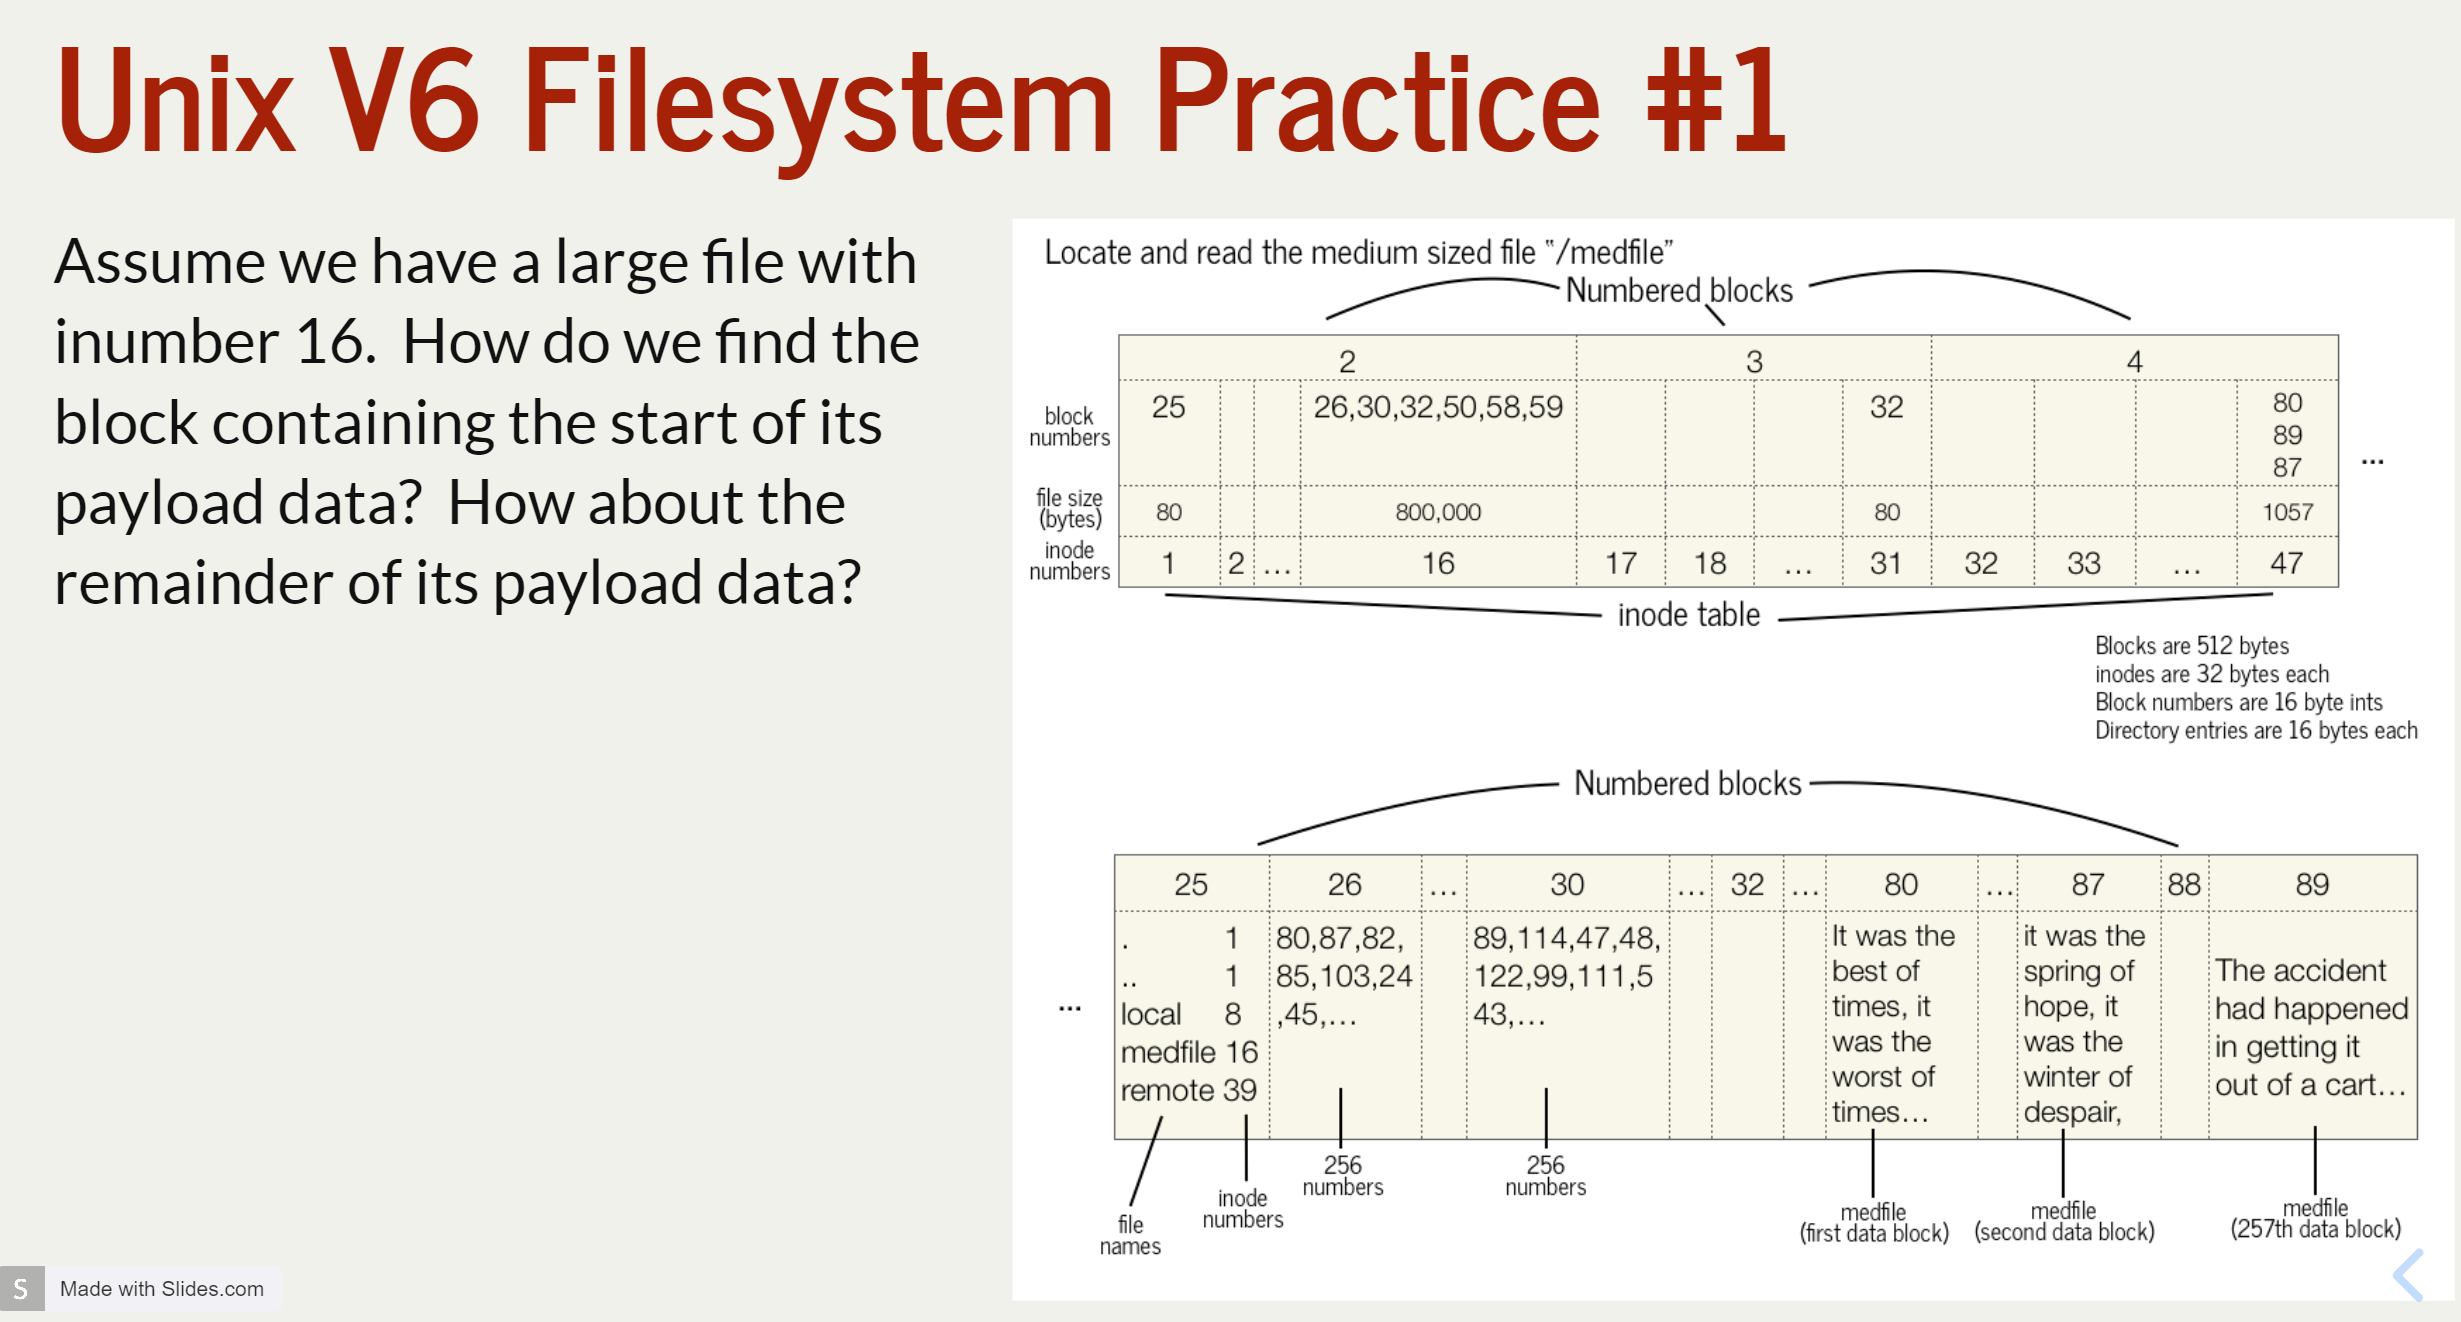 Unix V6 Filesystem Practice #1
Assume we have a large file with
inumber 16.  How do we find the
block containing the start of its
payload data?  How about the
remainder of its payload data?
Locate and read the medium sized file "/medfile"
Numbered blocks
2 3 4
block
numbers
25 26,30,32,50,58,59 32 80
89
87
...
file size
(bytes)
80 800,000 80 1057
inode
numbers
1 2 ... 16 17 18 ... 31 32 33 ... 47
inode table
Blocks are 512 bytes
inodes are 32 bytes each
Block numbers are 16 byte ints
Directory entries are 16 bytes each
Numbered blocks
25 26 ... 30 ... 32 ... 80 ... 87 88 89
...
. 1
.. 1
local 8
medfile 16
remote 39
80,87,82,
85,103,24
,45,...
89,114,47,48,
122,99,111,5
43,...
It was the
best of
times, it
was the
worst of
times...
it was the
spring of
hope, it
was the
winter of
despair,
The accident
had happened
in getting it
out of a cart...
file
names
inode
numbers
256
numbers
256
numbers
medfile
(first data block)
medfile
(second data block)
medfile
(257th data block)
S Made with Slides.com